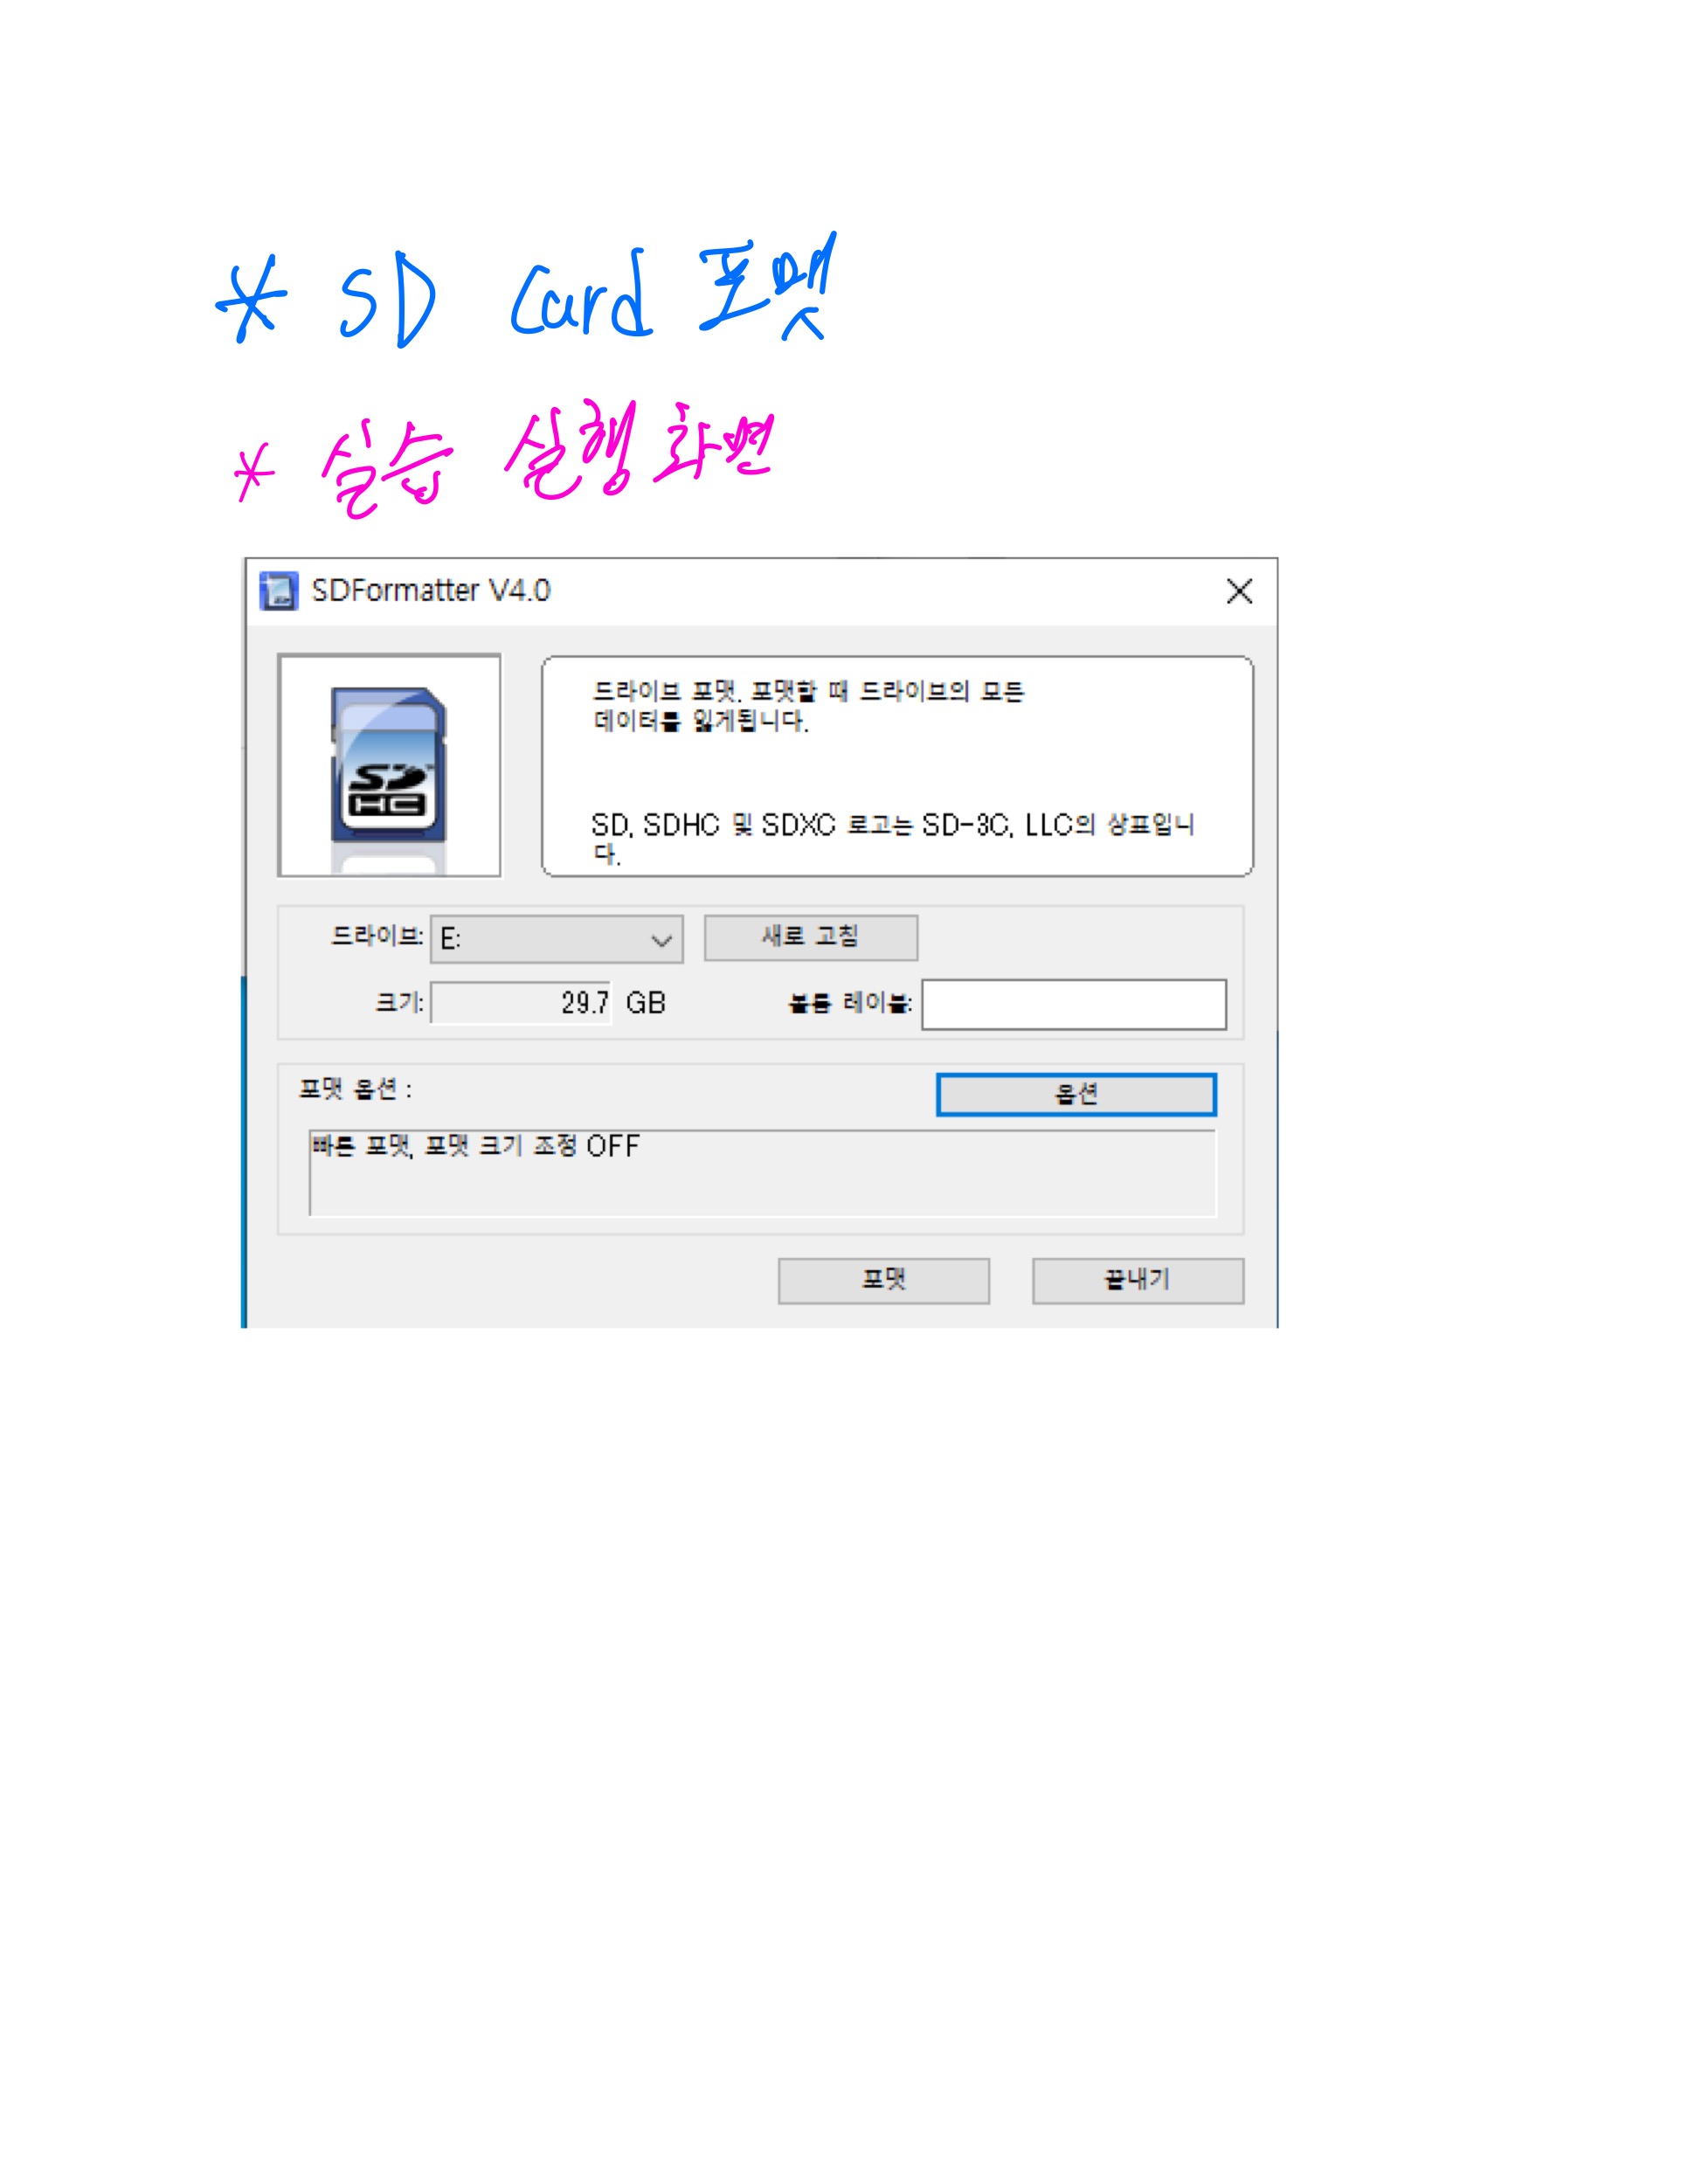 * SD Card 포맷
* 실습 실행화면
SDFormatter V4.0
드라이브 포맷. 포맷할 때 드라이브의 모든
데이터를 잃게됩니다.
SD, SDHC 및 SDXC 로고는 SD-3C, LLC의 상표입니
다.
SD
HC
드라이브: E: 새로 고침
크기: 29.7 GB 볼륨 레이블:
포맷 옵션 : 옵션
빠른 포맷, 포맷 크기 조정 OFF
포맷 끝내기